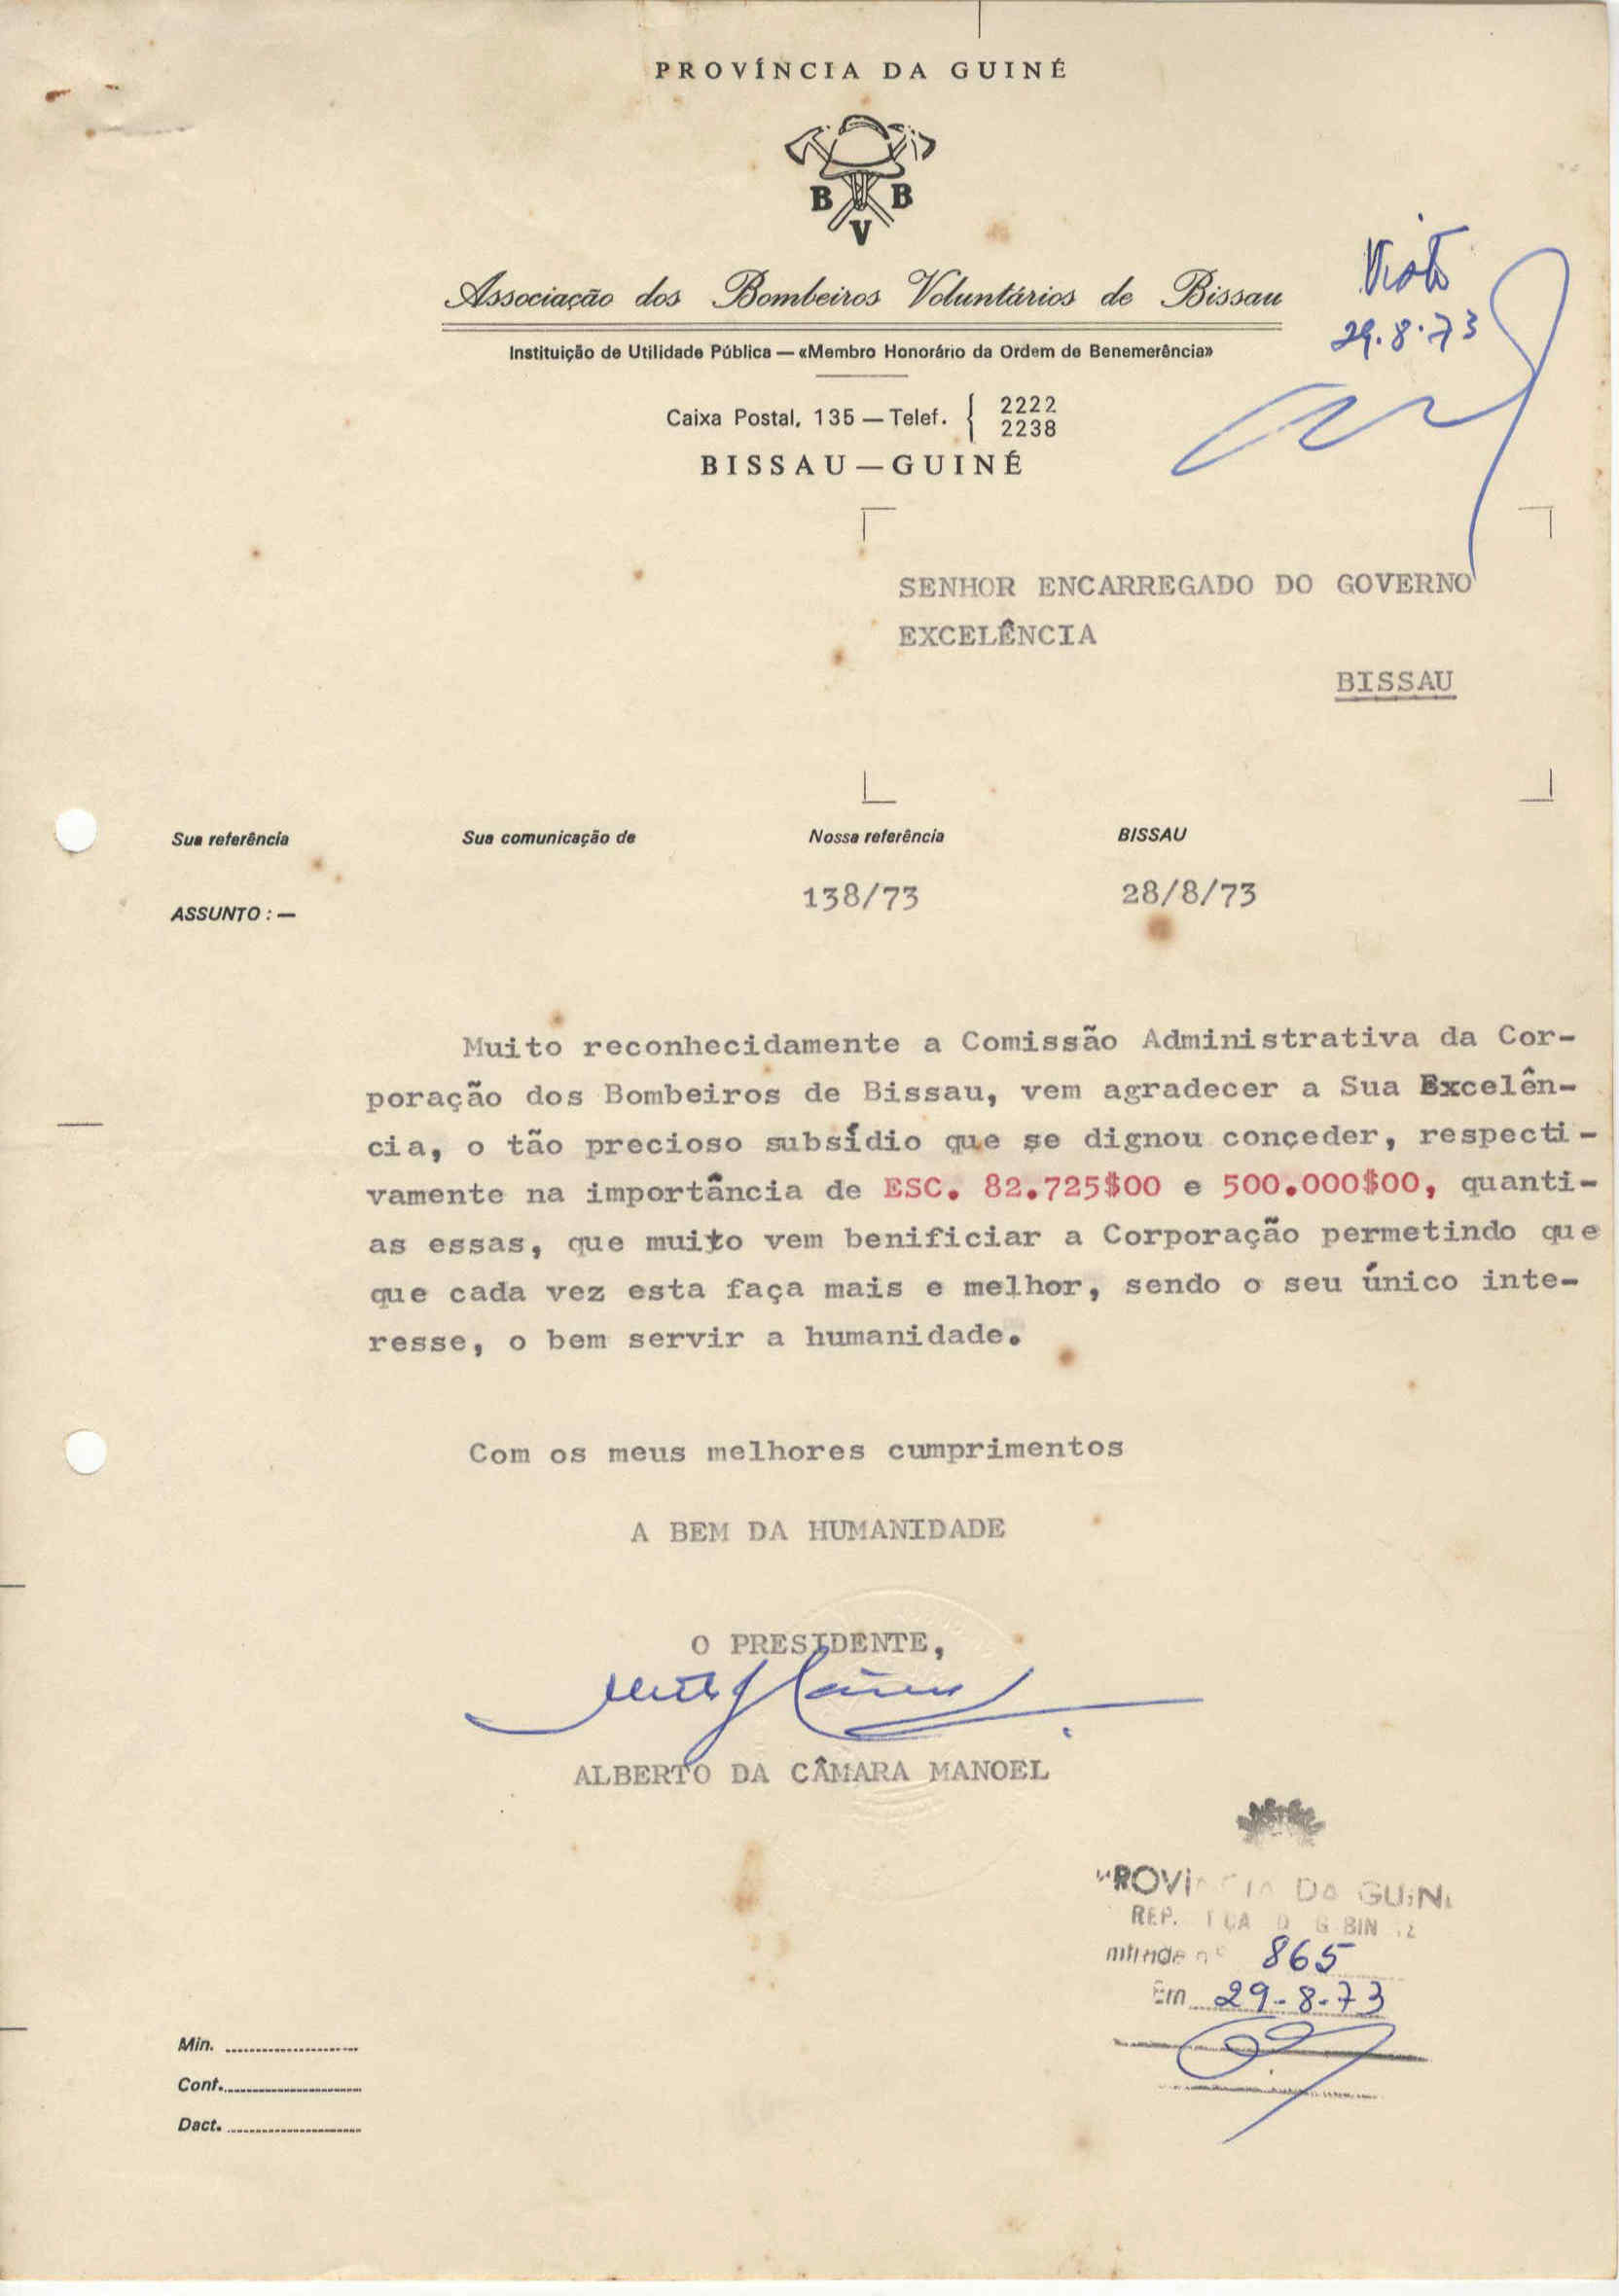 PROVÍNCIA DA GUINÉ
B B
V
Associação dos Bombeiros Voluntários de Bissau
Instituição de Utilidade Pública — «Membro Honorário da Ordem de Benemerência»
Caixa Postal, 135 — Telef. { 2222
2238
BISSAU — GUINÉ
Visto
29.8.73
SENHOR ENCARREGADO DO GOVERNO
EXCELÊNCIA
BISSAU
Sua referência Sua comunicação de Nossa referência BISSAU
138/73 28/8/73
ASSUNTO : —
Muito reconhecidamente a Comissão Administrativa da Cor-
poração dos Bombeiros de Bissau, vem agradecer a Sua Excelên-
cia, o tão precioso subsídio que se dignou conçeder, respecti-
vamente na importância de ESC. 82.725$00 e 500.000$00, quanti-
as essas, que muito vem benificiar a Corporação permetindo que
que cada vez esta faça mais e melhor, sendo o seu único inte-
resse, o bem servir a humanidade.
Com os meus melhores cumprimentos
A BEM DA HUMANIDADE
O PRESIDENTE,
ALBERTO DA CÂMARA MANOEL
DA
REP.
865
Em 29-8-73
Min.
Conf.
Dact.